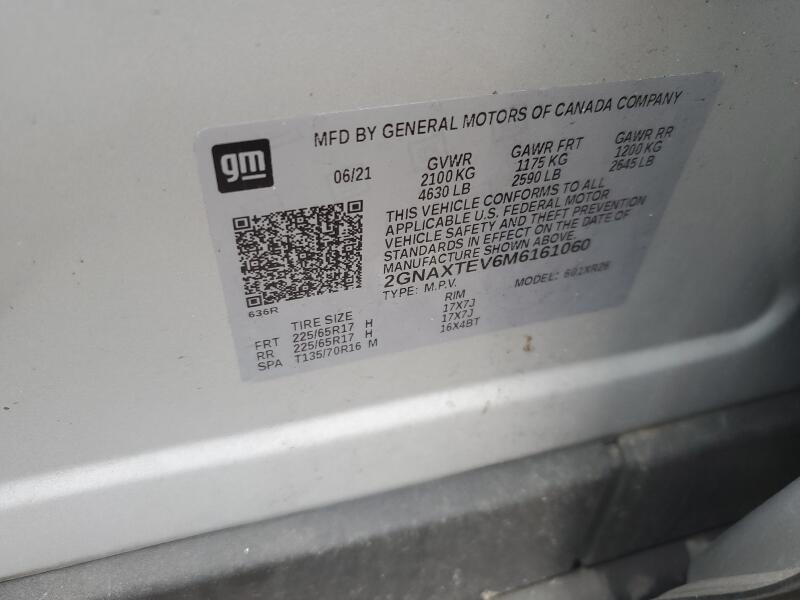 gm
MFD BY GENERAL MOTORS OF CANADA COMPANY
06/21 GVWR GAWR FRT GAWR RR
2100 KG 1175 KG 1200 KG
4630 LB 2590 LB 2645 LB
THIS VEHICLE CONFORMS TO ALL
APPLICABLE U.S. FEDERAL MOTOR
VEHICLE SAFETY AND THEFT PREVENTION
STANDARDS IN EFFECT ON THE DATE OF
MANUFACTURE SHOWN ABOVE.
2GNAXTEV6M6161060
TYPE: M.P.V. MODEL: 601XR26
636R
TIRE SIZE RIM
FRT 225/65R17 H 17X7J
RR 225/65R17 H 17X7J
SPA T135/70R16 M 16X4BT